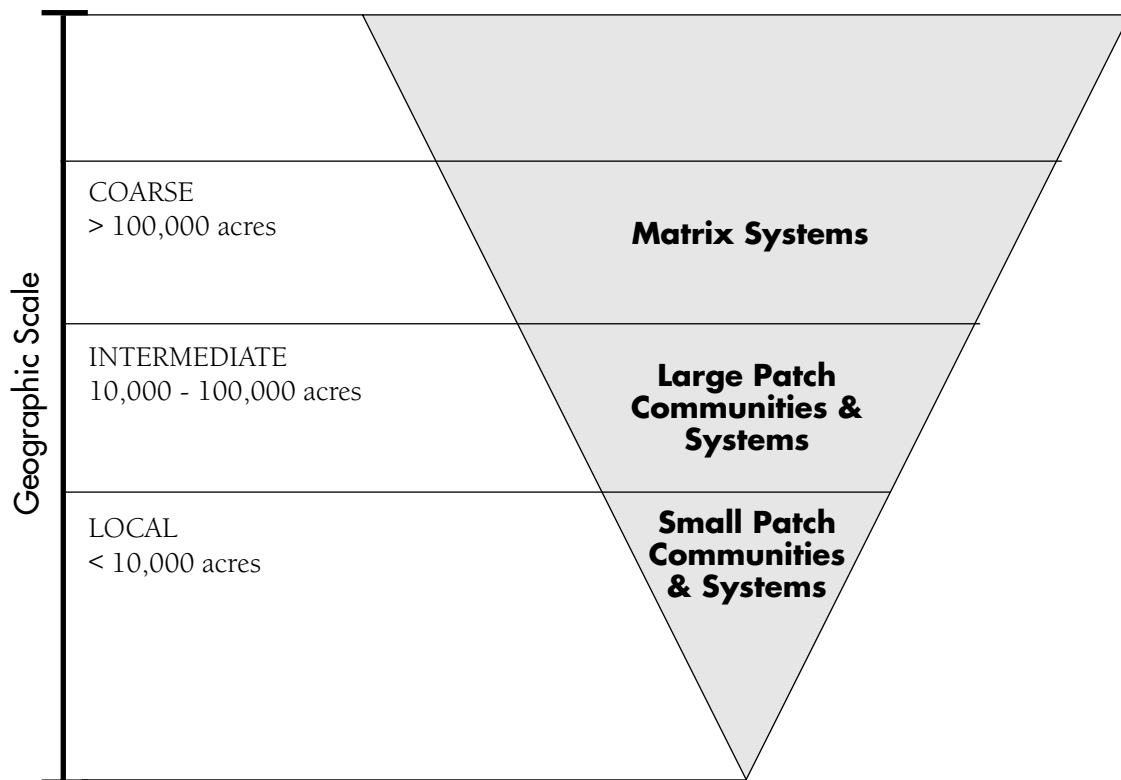 Geographic Scale
COARSE
> 100,000 acres
Matrix Systems
INTERMEDIATE
10,000 - 100,000 acres
Large Patch
Communities &
Systems
LOCAL
< 10,000 acres
Small Patch
Communities
& Systems